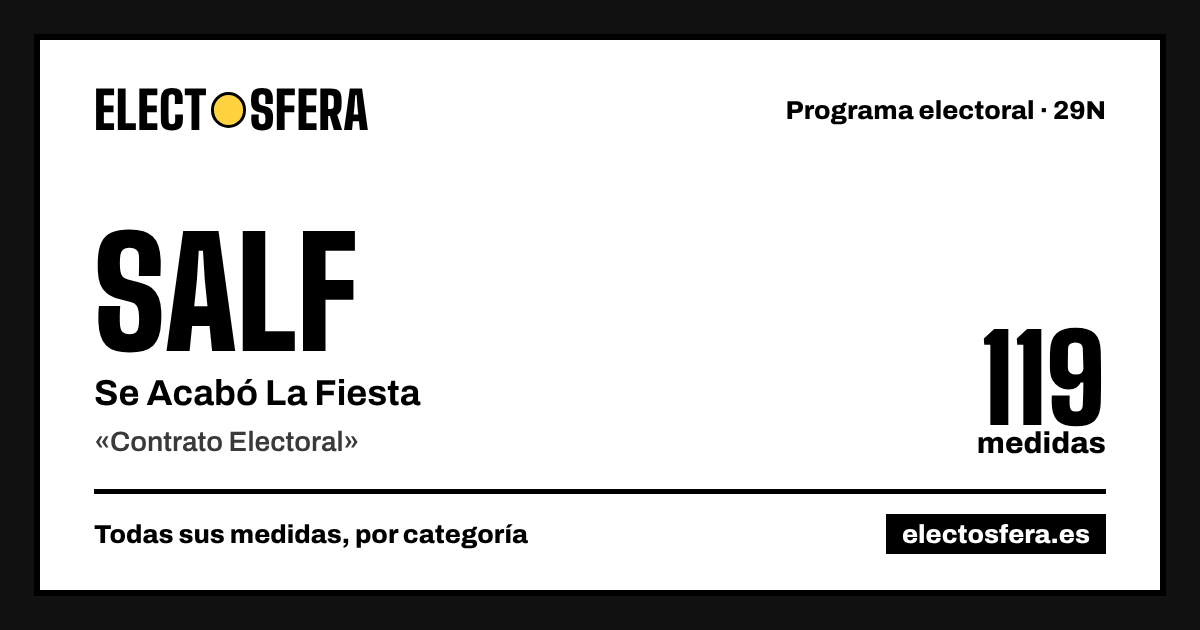 ELECTOSFERA
Programa electoral · 29N
SALF
Se Acabó La Fiesta
«Contrato Electoral»
119
medidas
Todas sus medidas, por categoría
electosfera.es